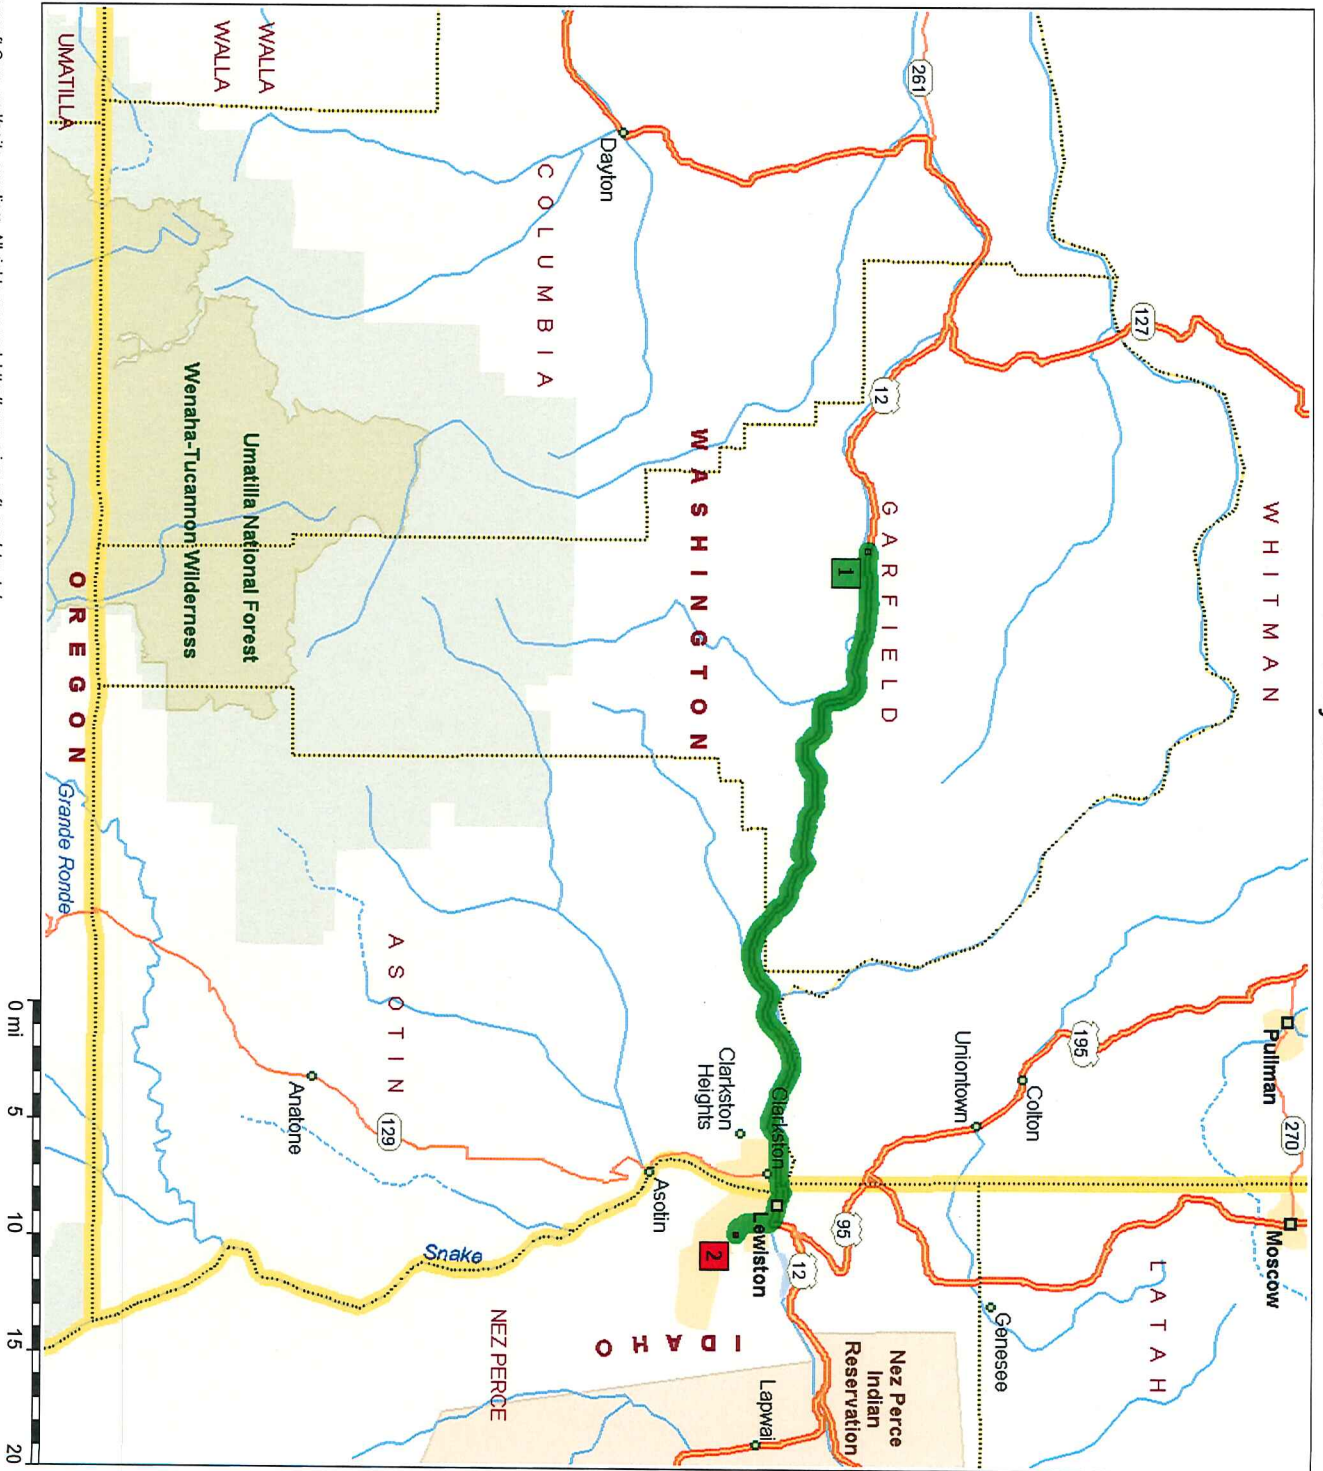 WHITMAN
Pullman
270
Moscow
LATAH
127
195
Colton
Uniontown
Genesee
261
12
GARFIELD
95
Nez Perce
Indian
Reservation
1
Clarkston
Lewiston
12
Lapwai
WASHINGTON
Clarkston
Heights
2
IDAHO
Dayton
COLUMBIA
Asotin
NEZ PERCE
Snake
ASOTIN
129
Anatone
WALLA
WALLA
Umatilla National Forest
Wenaha-Tucannon Wilderness
UMATILLA
OREGON
Grande Ronde
0 mi
5
10
15
20